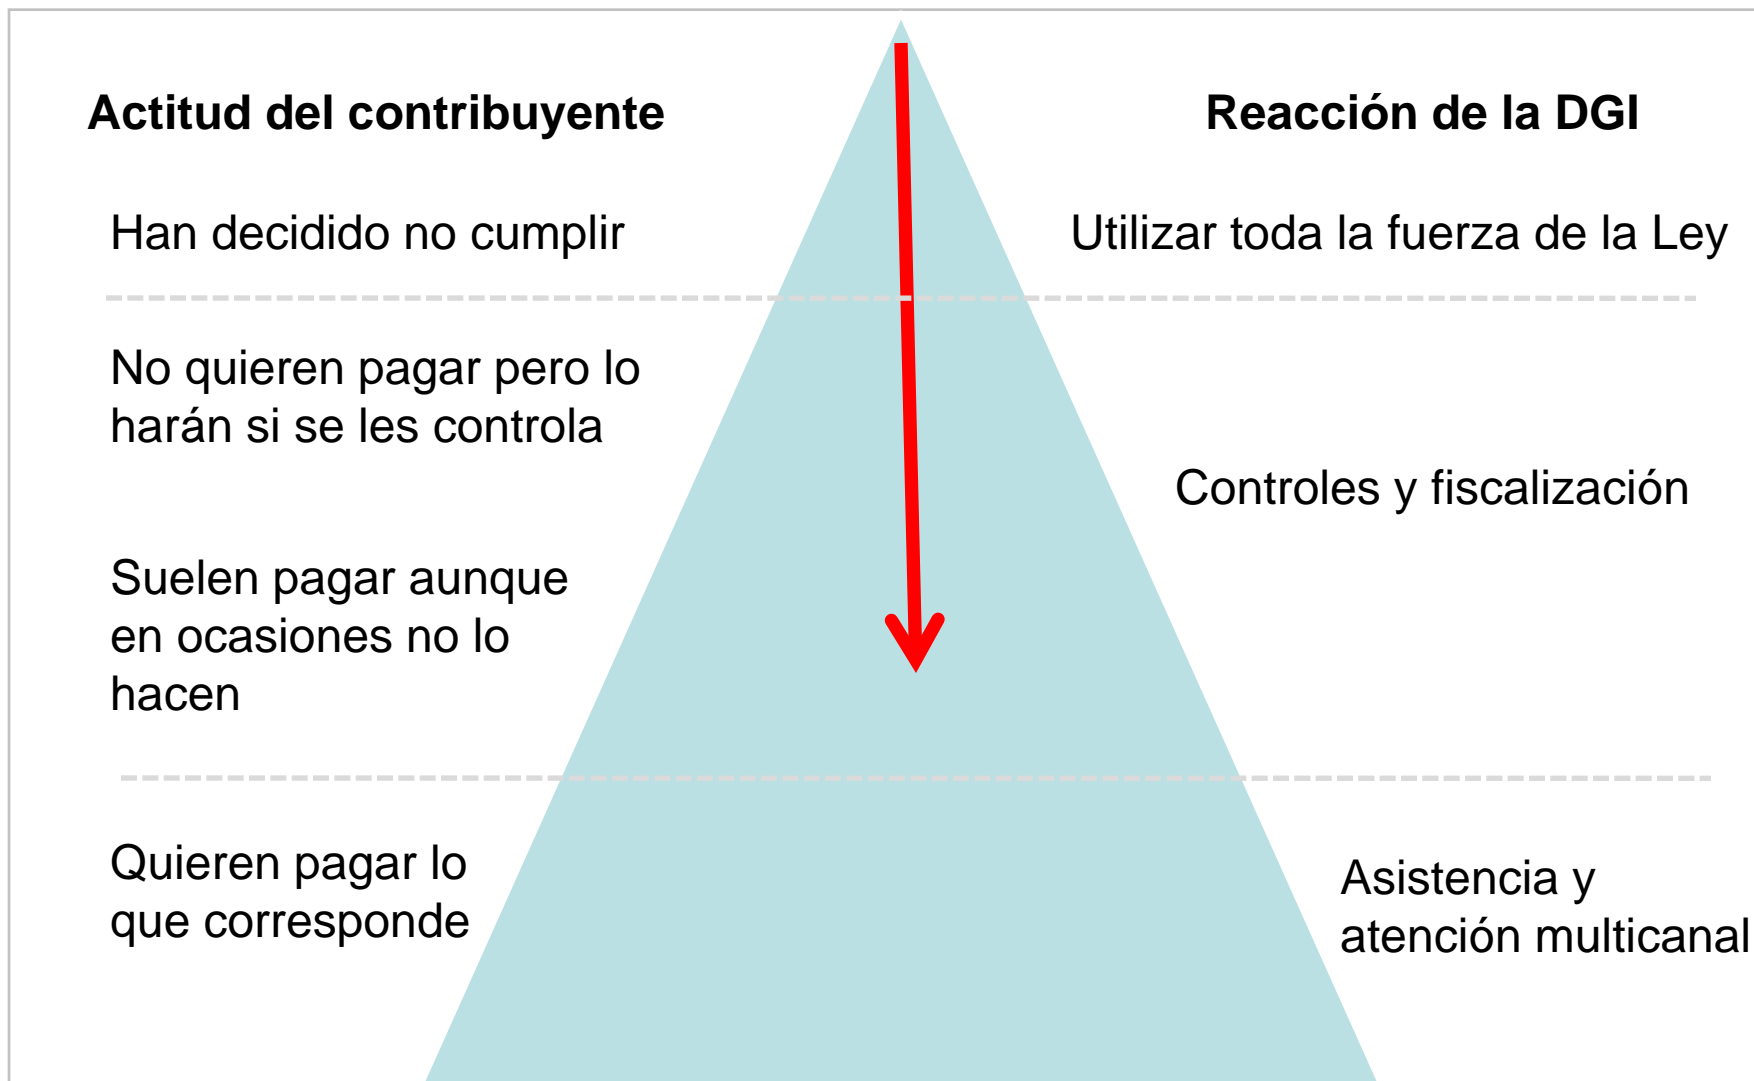 Actitud del contribuyente
Reacción de la DGI
Han decidido no cumplir
Utilizar toda la fuerza de la Ley
No quieren pagar pero lo
harán si se les controla
Controles y fiscalización
Suelen pagar aunque
en ocasiones no lo
hacen
Quieren pagar lo
que corresponde
Asistencia y
atención multicanal